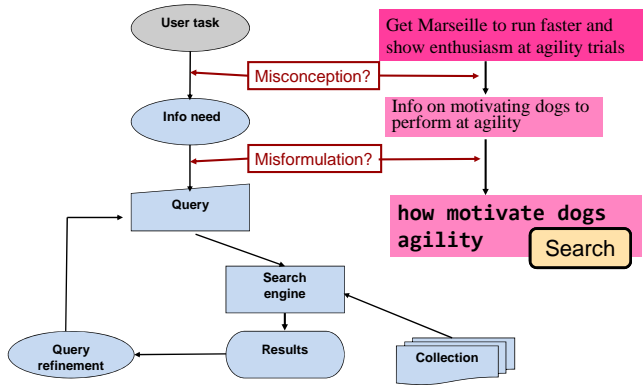 User task
Get Marseille to run faster and
show enthusiasm at agility trials
Misconception?
Info need
Info on motivating dogs to
perform at agility
Misformulation?
Query
how motivate dogs
agility
Search
Search
engine
Query
refinement
Results
Collection